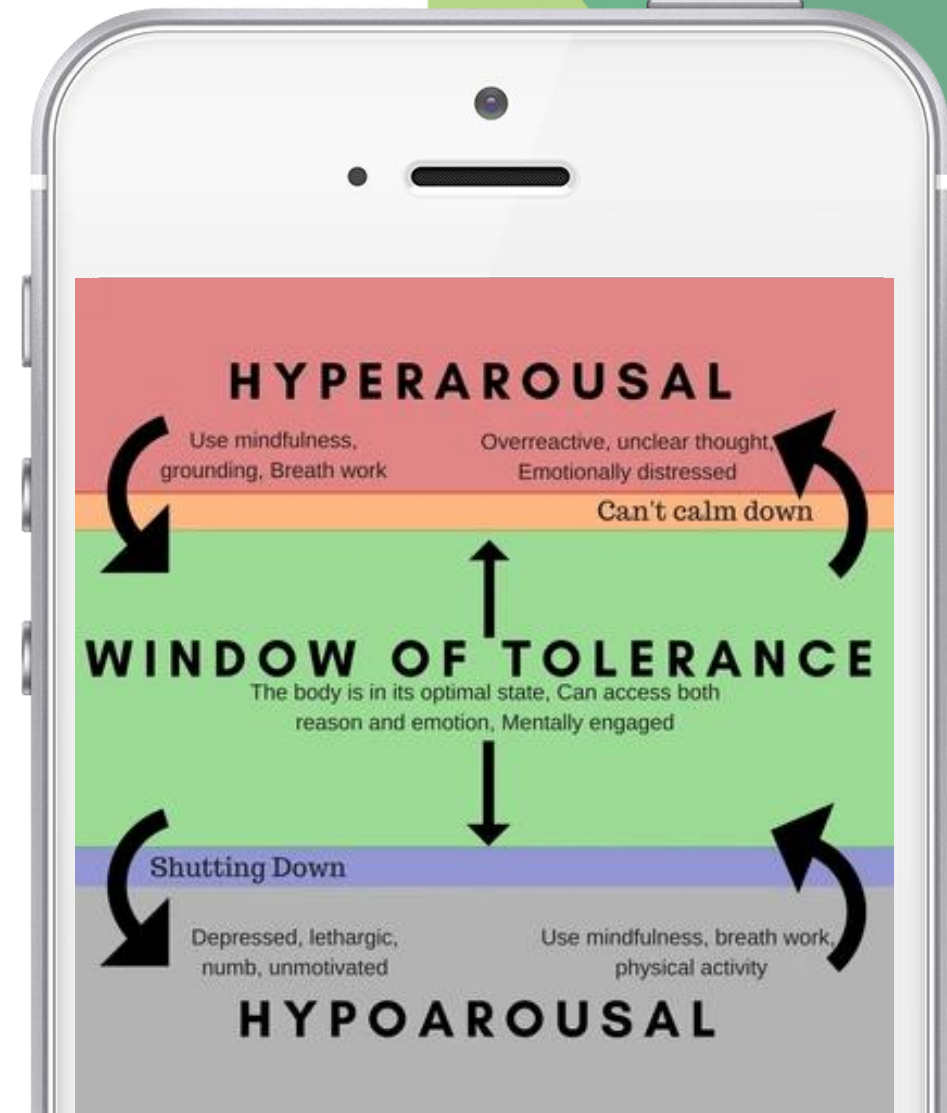 HYPERAROUSAL
Use mindfulness,
grounding, Breath work
Overreactive, unclear thought,
Emotionally distressed
Can't calm down
WINDOW OF TOLERANCE
The body is in its optimal state, Can access both
reason and emotion, Mentally engaged
Shutting Down
Depressed, lethargic,
numb, unmotivated
Use mindfulness, breath work,
physical activity
HYPOAROUSAL